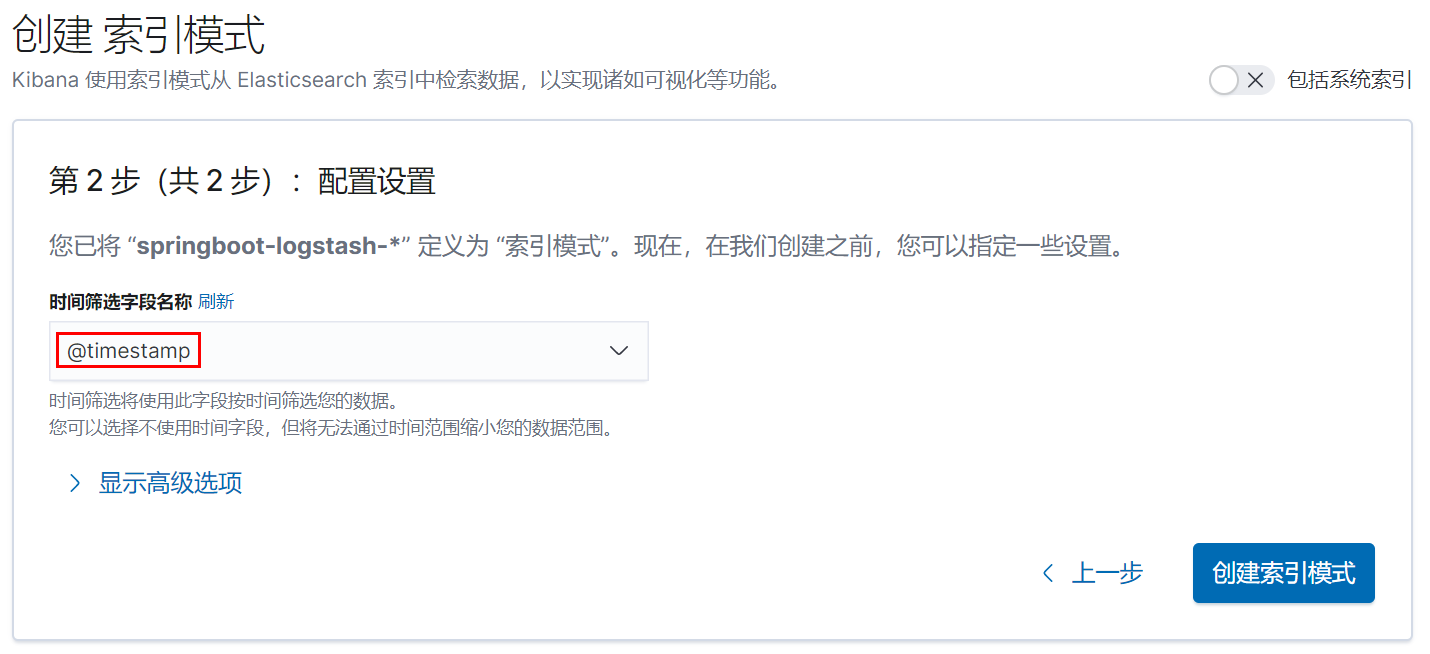 创建 索引模式
Kibana 使用索引模式从 Elasticsearch 索引中检索数据，以实现诸如可视化等功能。
包括系统索引
第 2 步（共 2 步）：配置设置
您已将 “springboot-logstash-*” 定义为 “索引模式”。现在，在我们创建之前，您可以指定一些设置。
时间筛选字段名称 刷新
@timestamp
时间筛选将使用此字段按时间筛选您的数据。
您可以选择不使用时间字段，但将无法通过时间范围缩小您的数据范围。
显示高级选项
上一步
创建索引模式